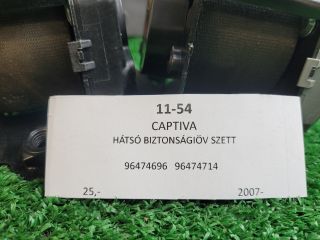 11-54
CAPTIVA
HÁTSÓ BIZTONSÁGIÖV SZETT
96474696 96474714
25,- 2007-